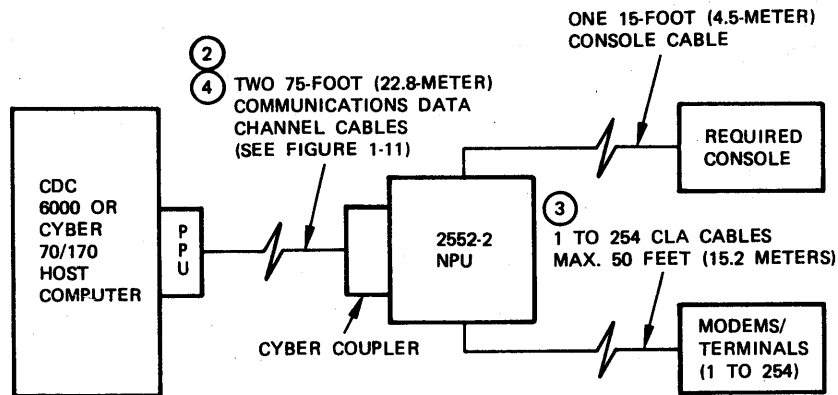 ONE 15-FOOT (4.5-METER)
CONSOLE CABLE
2
4 TWO 75-FOOT (22.8-METER)
COMMUNICATIONS DATA
CHANNEL CABLES
(SEE FIGURE 1-11)
REQUIRED
CONSOLE
CDC
6000 OR
CYBER
70/170
HOST
COMPUTER
PPU
2552-2
NPU
3
1 TO 254 CLA CABLES
MAX. 50 FEET (15.2 METERS)
CYBER COUPLER
MODEMS/
TERMINALS
(1 TO 254)